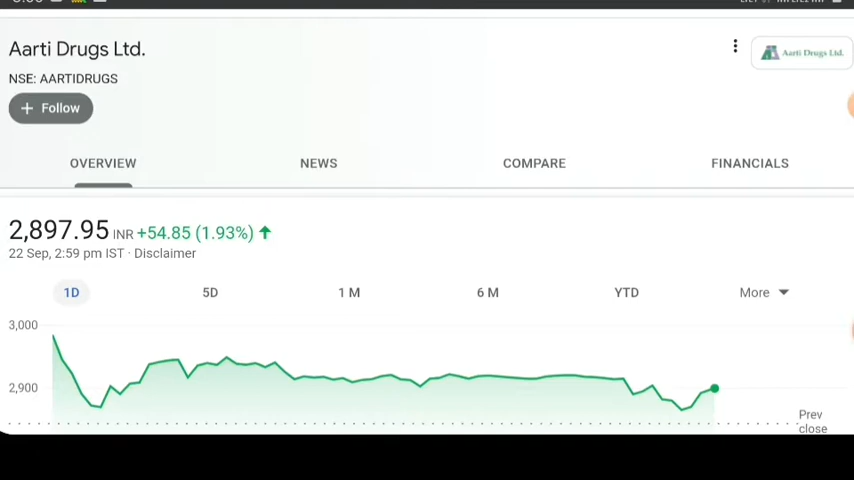 Aarti Drugs Ltd.
Aarti Drugs Ltd.
NSE: AARTIDRUGS
+ Follow
OVERVIEW NEWS COMPARE FINANCIALS
2,897.95 INR +54.85 (1.93%) ↑
22 Sep, 2:59 pm IST · Disclaimer
1D 5D 1 M 6 M YTD More
3,000
2,900
Prev
close